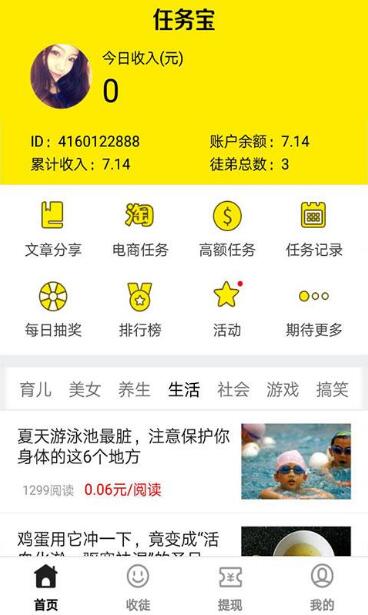 任务宝
今日收入(元)
0
ID：4160122888
账户余额：7.14
累计收入：7.14
徒弟总数：3
文章分享
电商任务
高额任务
任务记录
每日抽奖
排行榜
活动
期待更多
育儿 美女 养生 生活 社会 游戏 搞笑
夏天游泳池最脏，注意保护你
身体的这6个地方
1299阅读 0.06元/阅读
鸡蛋用它冲一下，竟变成“活
首页 收徒 提现 我的